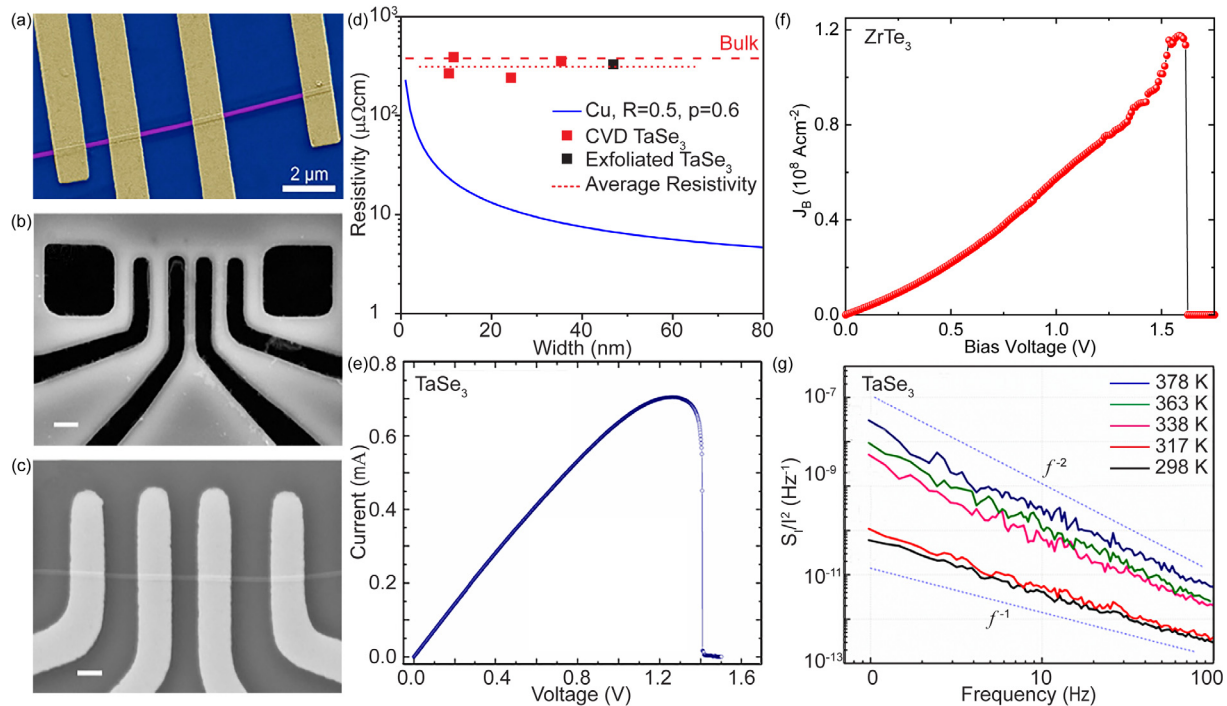 (a)
2 μm
(b)
(c)
(d)
Resistivity (μΩcm)
10³
10²
10
1
Bulk
Cu, R=0.5, p=0.6
CVD TaSe₃
Exfoliated TaSe₃
Average Resistivity
0
20
40
60
80
Width (nm)
(e)
TaSe₃
Current (mA)
0.8
0.6
0.4
0.2
0.0
0.0
0.4
0.8
1.2
1.6
Voltage (V)
(f)
ZrTe₃
J_B (10⁸ Acm⁻²)
1.2
0.8
0.4
0.0
0.0
0.5
1.0
1.5
Bias Voltage (V)
(g)
TaSe₃
S_I/I² (Hz⁻¹)
10⁻⁷
10⁻⁹
10⁻¹¹
10⁻¹³
378 K
363 K
338 K
317 K
298 K
f⁻²
f⁻¹
0
10
100
Frequency (Hz)